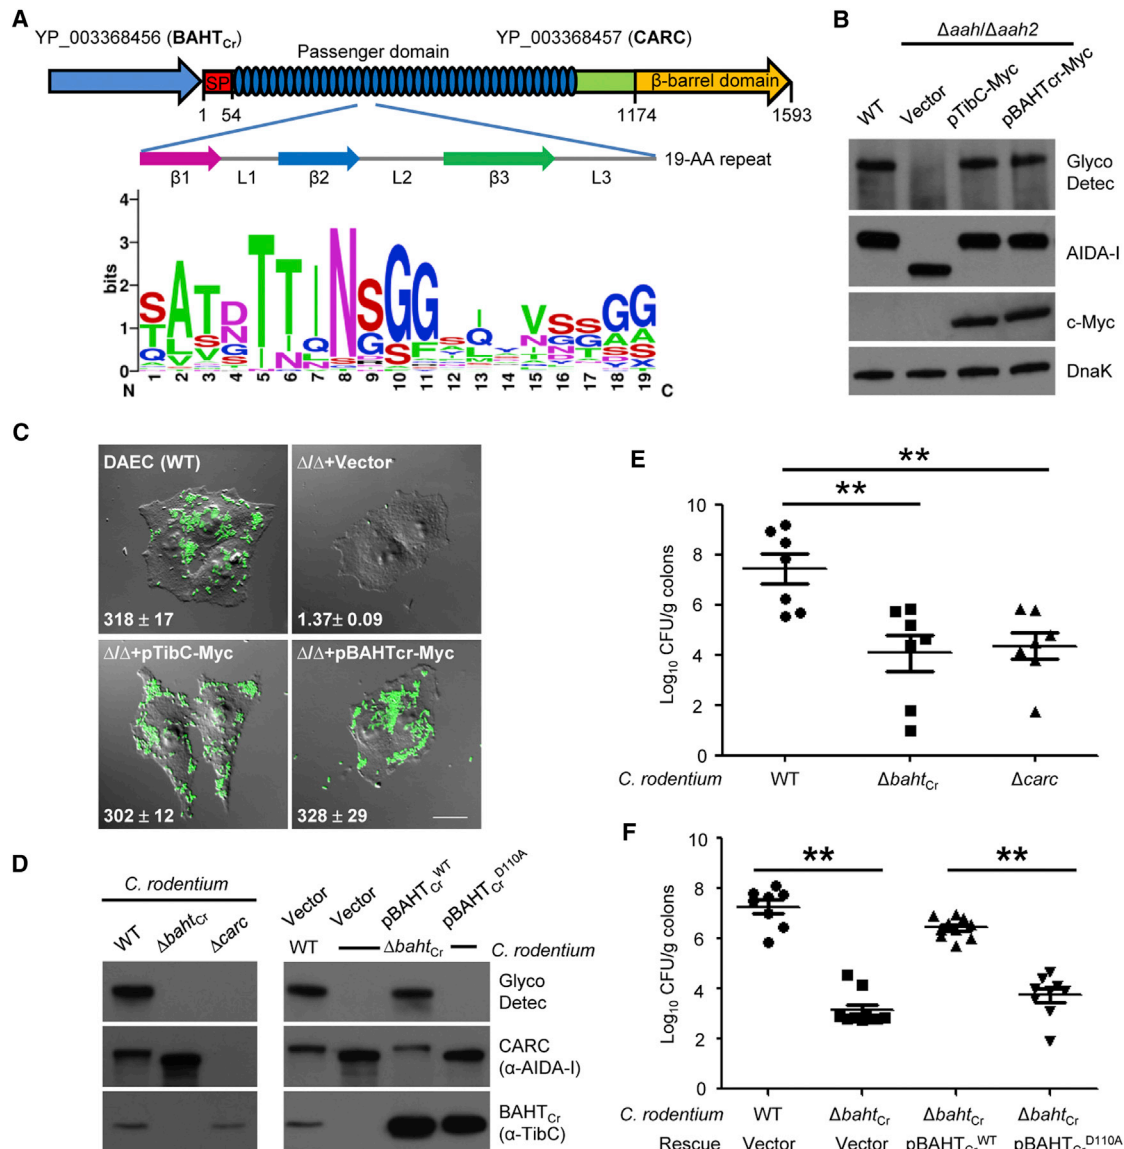 A
YP_003368456 (BAHTCr)
YP_003368457 (CARC)
Passenger domain
SP
β-barrel domain
1 54 1174 1593
19-AA repeat
β1 L1 β2 L2 β3 L3
bits
4
3
2
1
0
N 1 2 3 4 5 6 7 8 9 10 11 12 13 14 15 16 17 18 19 C
B
Δaah/Δaah2
WT Vector pTibC-Myc pBAHTcr-Myc
Glyco
Detec
AIDA-I
c-Myc
DnaK
C
DAEC (WT)
318 ± 17
Δ/Δ+Vector
1.37± 0.09
Δ/Δ+pTibC-Myc
302 ± 12
Δ/Δ+pBAHTcr-Myc
328 ± 29
D
C. rodentium
WT ΔbahtCr Δcarc
Vector Vector pBAHTCrWT pBAHTCrD110A
WT ΔbahtCr C. rodentium
Glyco
Detec
CARC
(α-AIDA-I)
BAHTCr
(α-TibC)
E
**
**
Log10 CFU/g colons
10
8
6
4
2
0
C. rodentium WT ΔbahtCr Δcarc
F
** **
Log10 CFU/g colons
10
8
6
4
2
0
C. rodentium WT ΔbahtCr ΔbahtCr ΔbahtCr
Rescue Vector Vector pBAHTCrWT pBAHTCrD110A